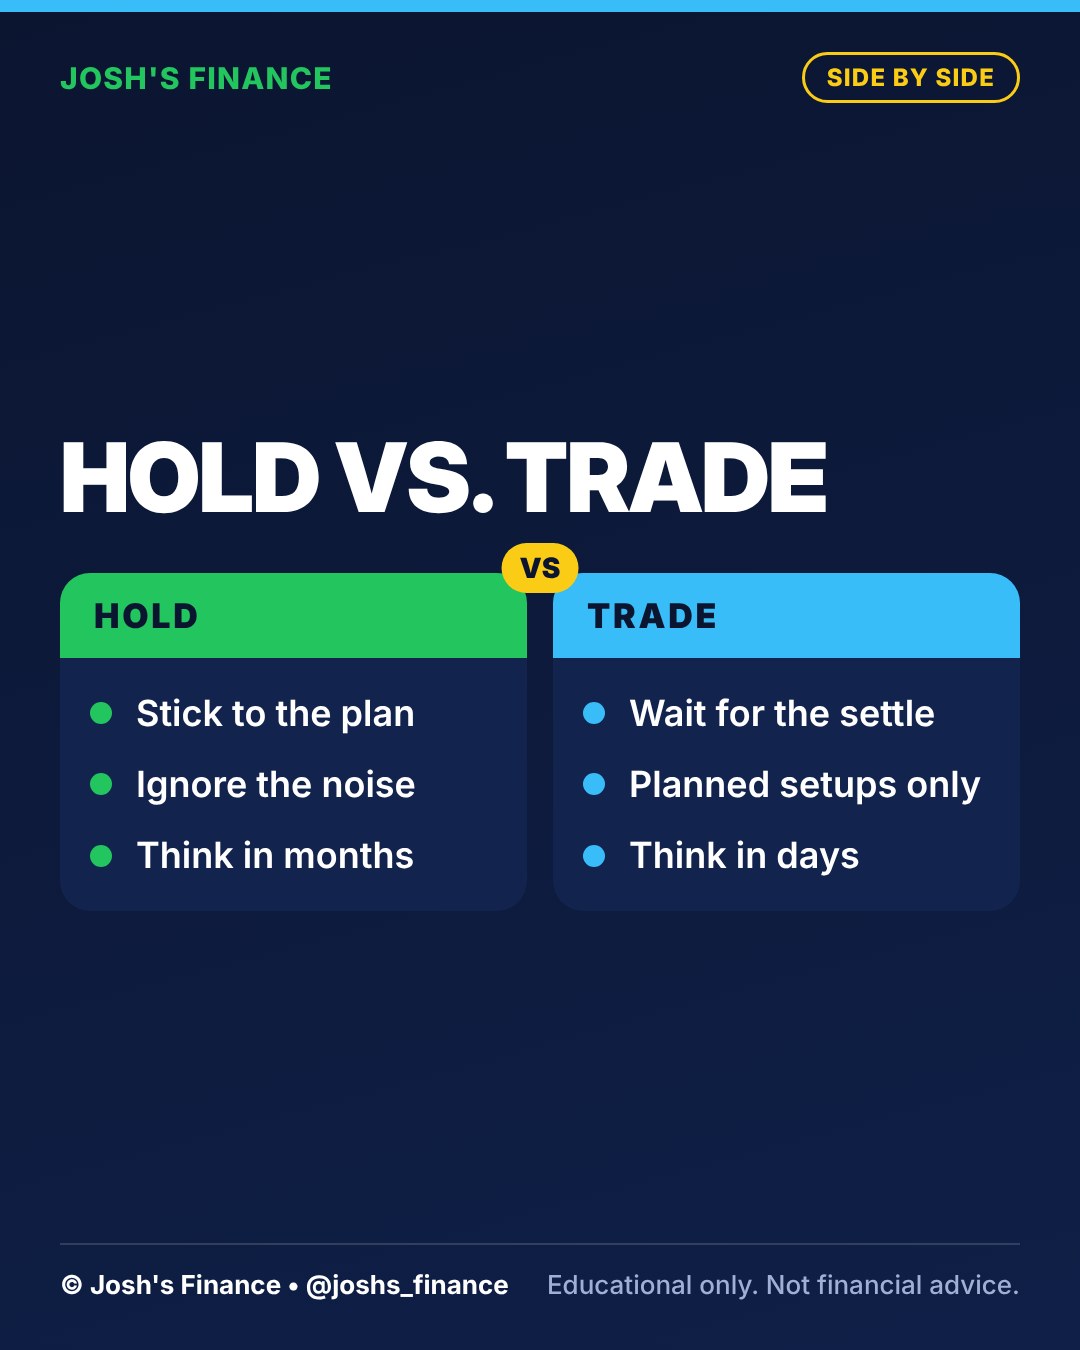 JOSH'S FINANCE
SIDE BY SIDE
HOLD VS. TRADE
VS
HOLD
Stick to the plan
Ignore the noise
Think in months
TRADE
Wait for the settle
Planned setups only
Think in days
© Josh's Finance • @joshs_finance
Educational only. Not financial advice.